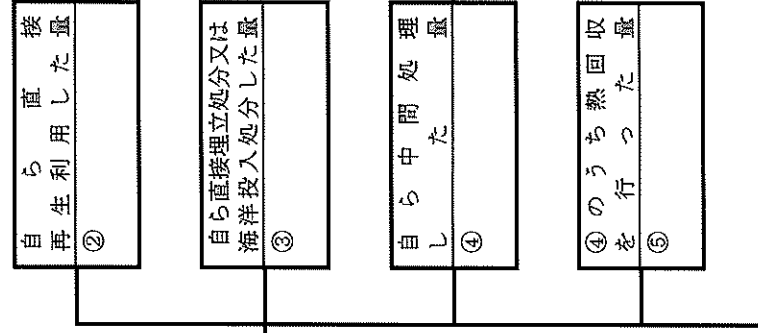 自ら直接
再生利用した量
②
自ら直接埋立処分又は
海洋投入処分した量
③
自ら中間処理
した量
④
④のうち熱回収
を行った量
⑤